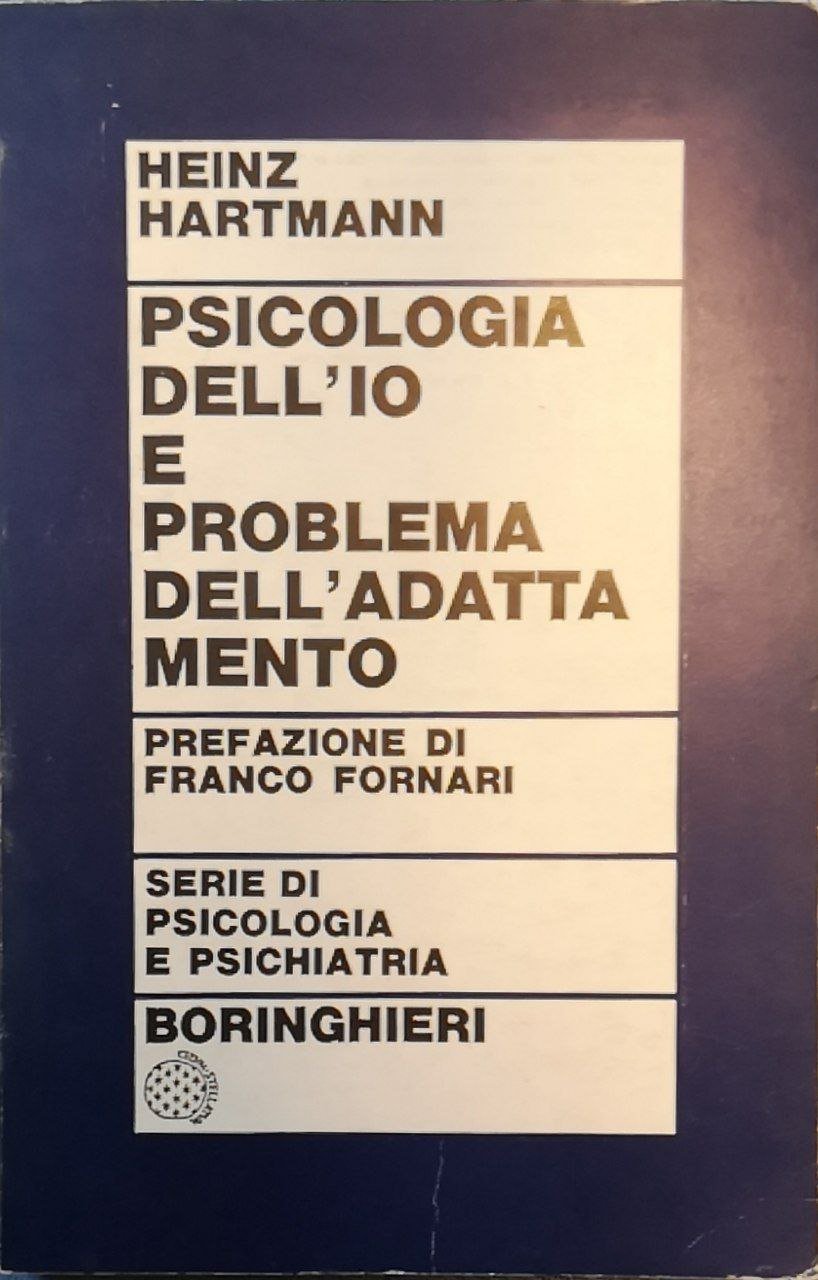 HEINZ
HARTMANN
PSICOLOGIA
DELL'IO
E
PROBLEMA
DELL'ADATTA
MENTO
PREFAZIONE DI
FRANCO FORNARI
SERIE DI
PSICOLOGIA
E PSICHIATRIA
BORINGHIERI